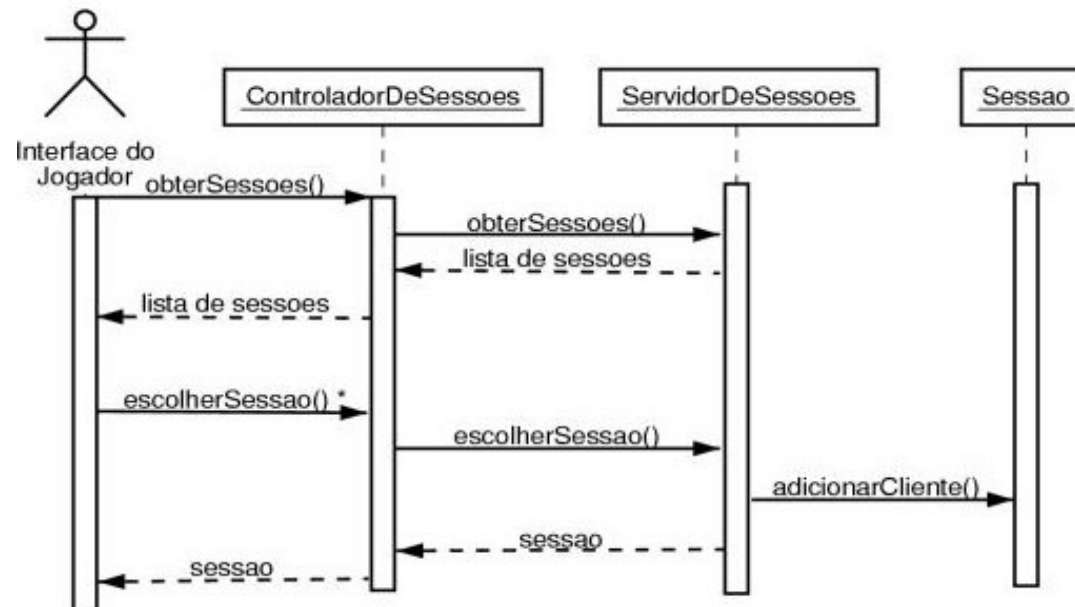 ControladorDeSessoes
ServidorDeSessoes
Sessao
Interface do
Jogador
obterSessoes()
obterSessoes()
lista de sessoes
lista de sessoes
escolherSessao() *
escolherSessao()
adicionarCliente()
sessao
sessao